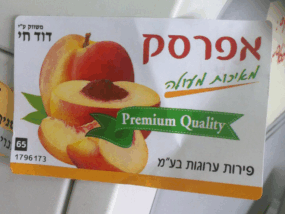 משווק ע"י
דוד חי
אפרסק
מאיכות מעולה
Premium Quality
65
1796173
פירות ערוגות בע"מ